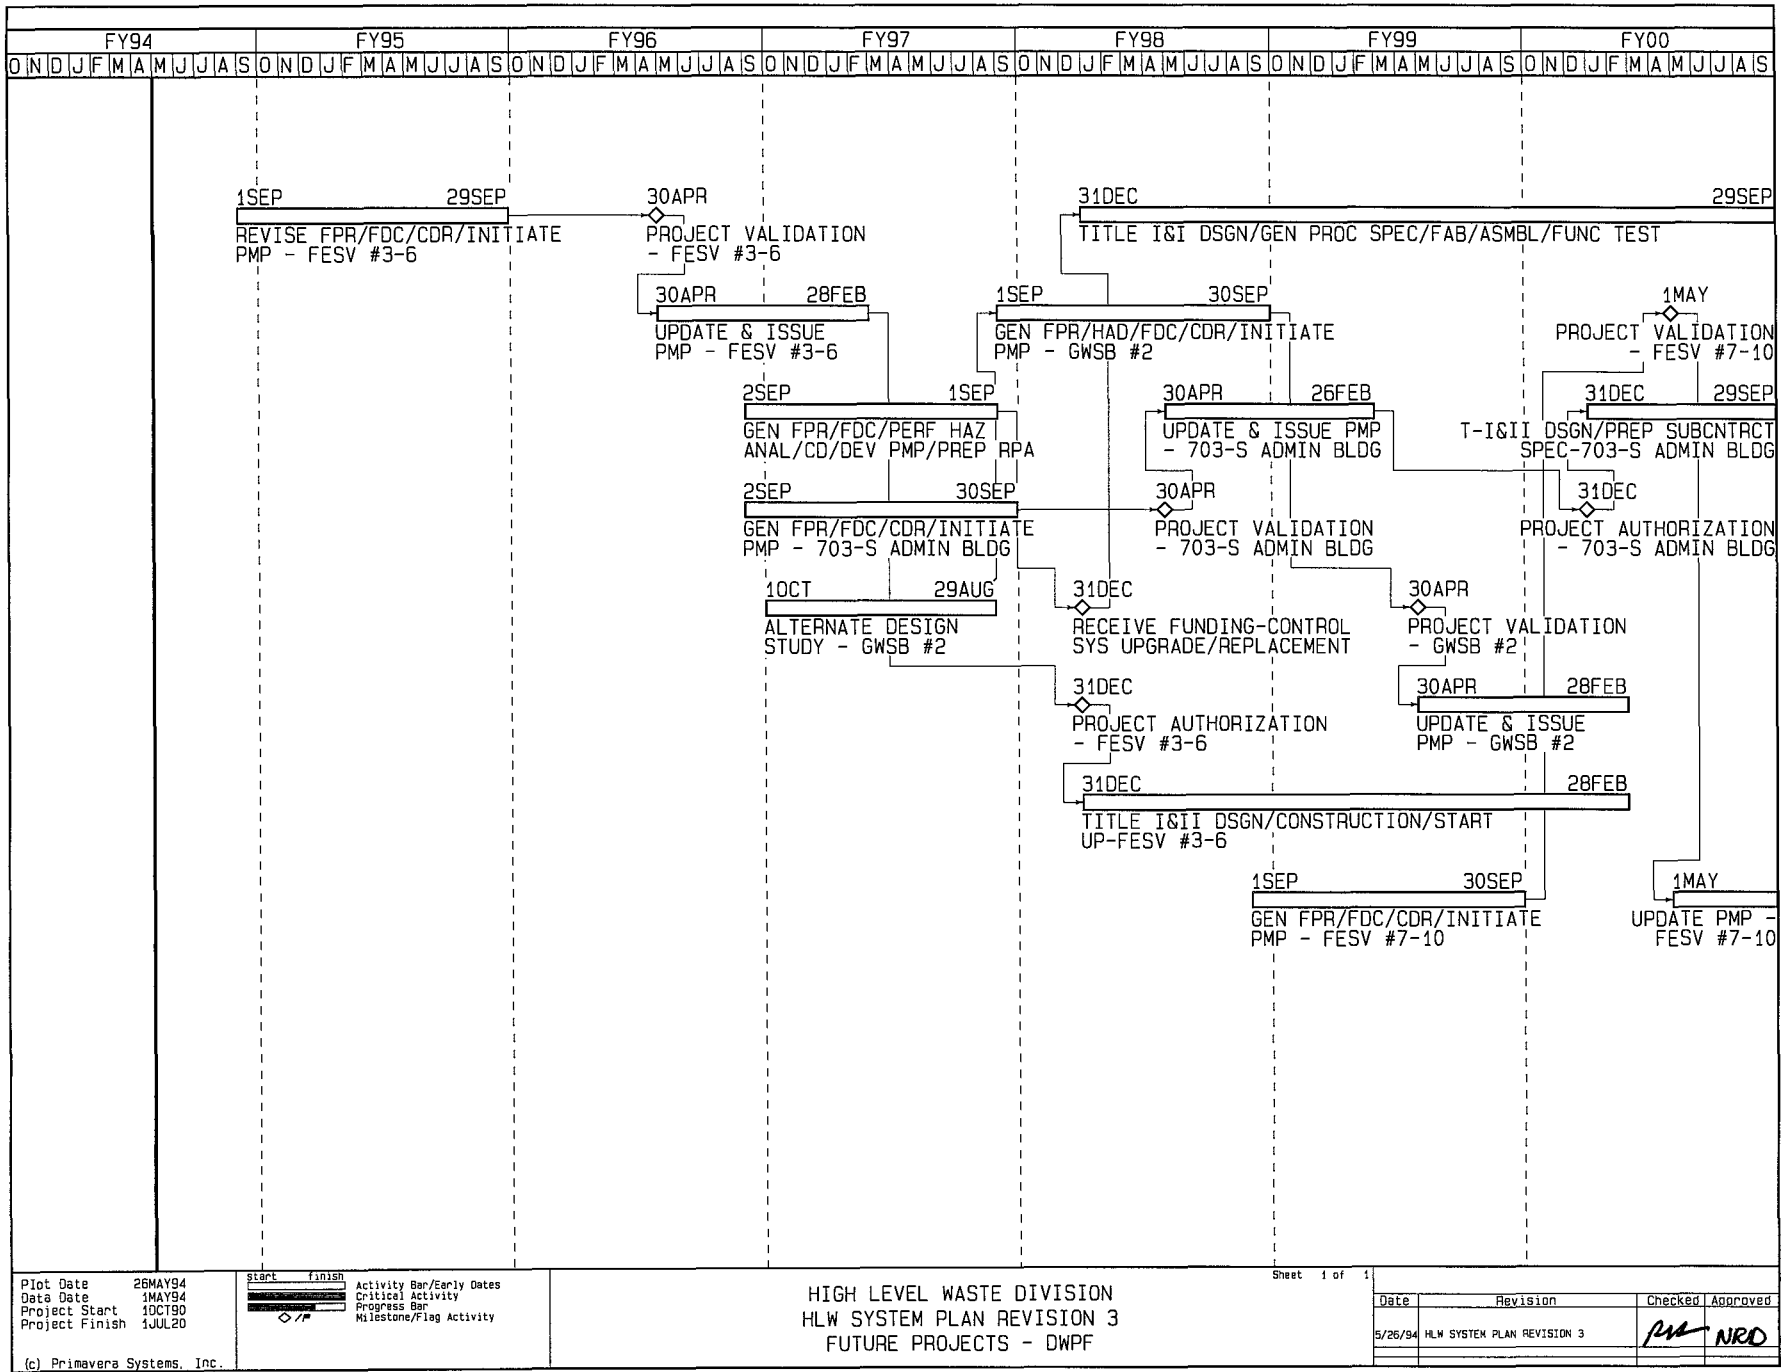 FY94 FY95 FY96 FY97 FY98 FY99 FY00
O N D J F M A M J J A S O N D J F M A M J J A S O N D J F M A M J J A S O N D J F M A M J J A S O N D J F M A M J J A S O N D J F M A M J J A S O N D J F M A M J J A S
1SEP 29SEP
REVISE FPR/FDC/CDR/INITIATE
PMP - FESV #3-6
30APR
PROJECT VALIDATION
- FESV #3-6
31DEC 29SEP
TITLE I&I DSGN/GEN PROC SPEC/FAB/ASMBL/FUNC TEST
30APR 28FEB
UPDATE & ISSUE
PMP - FESV #3-6
1SEP 30SEP
GEN FPR/HAD/FDC/CDR/INITIATE
PMP - GWSB #2
1MAY
PROJECT VALIDATION
- FESV #7-10
2SEP 1SEP
GEN FPR/FDC/PERF HAZ
ANAL/CD/DEV PMP/PREP RPA
30APR 26FEB
UPDATE & ISSUE PMP
- 703-S ADMIN BLDG
31DEC 29SEP
T-I&II DSGN/PREP SUBCNTRCT
SPEC-703-S ADMIN BLDG
2SEP 30SEP
GEN FPR/FDC/CDR/INITIATE
PMP - 703-S ADMIN BLDG
30APR
PROJECT VALIDATION
- 703-S ADMIN BLDG
31DEC
PROJECT AUTHORIZATION
- 703-S ADMIN BLDG
1OCT 29AUG
ALTERNATE DESIGN
STUDY - GWSB #2
31DEC
RECEIVE FUNDING-CONTROL
SYS UPGRADE/REPLACEMENT
30APR
PROJECT VALIDATION
- GWSB #2
31DEC
PROJECT AUTHORIZATION
- FESV #3-6
30APR 28FEB
UPDATE & ISSUE
PMP - GWSB #2
31DEC 28FEB
TITLE I&II DSGN/CONSTRUCTION/START
UP-FESV #3-6
1SEP 30SEP
GEN FPR/FDC/CDR/INITIATE
PMP - FESV #7-10
1MAY
UPDATE PMP -
FESV #7-10
Plot Date 26MAY94
Data Date 1MAY94
Project Start 1OCT90
Project Finish 1JUL20
(c) Primavera Systems, Inc.
start finish
Activity Bar/Early Dates
Critical Activity
Progress Bar
Milestone/Flag Activity
HIGH LEVEL WASTE DIVISION
HLW SYSTEM PLAN REVISION 3
FUTURE PROJECTS - DWPF
Sheet 1 of 1
Date Revision Checked Approved
5/26/94 HLW SYSTEM PLAN REVISION 3 NRD